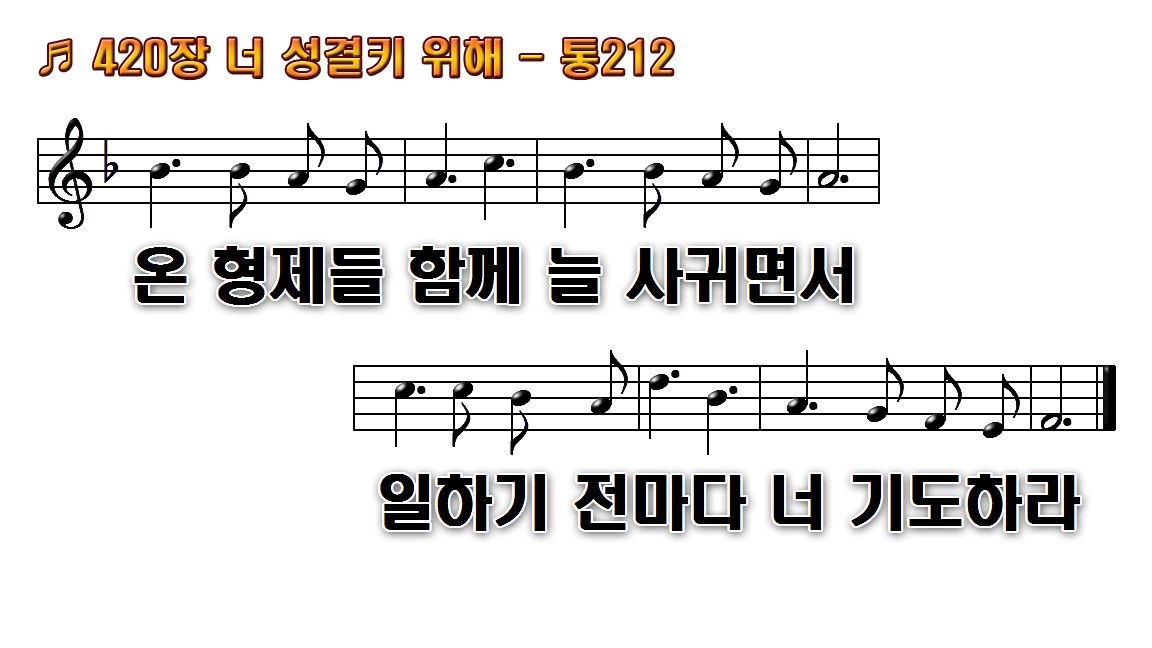 420장 너 성결키 위해 - 통212
온 형제들 함께 늘 사귀면서
일하기 전마다 너 기도하라